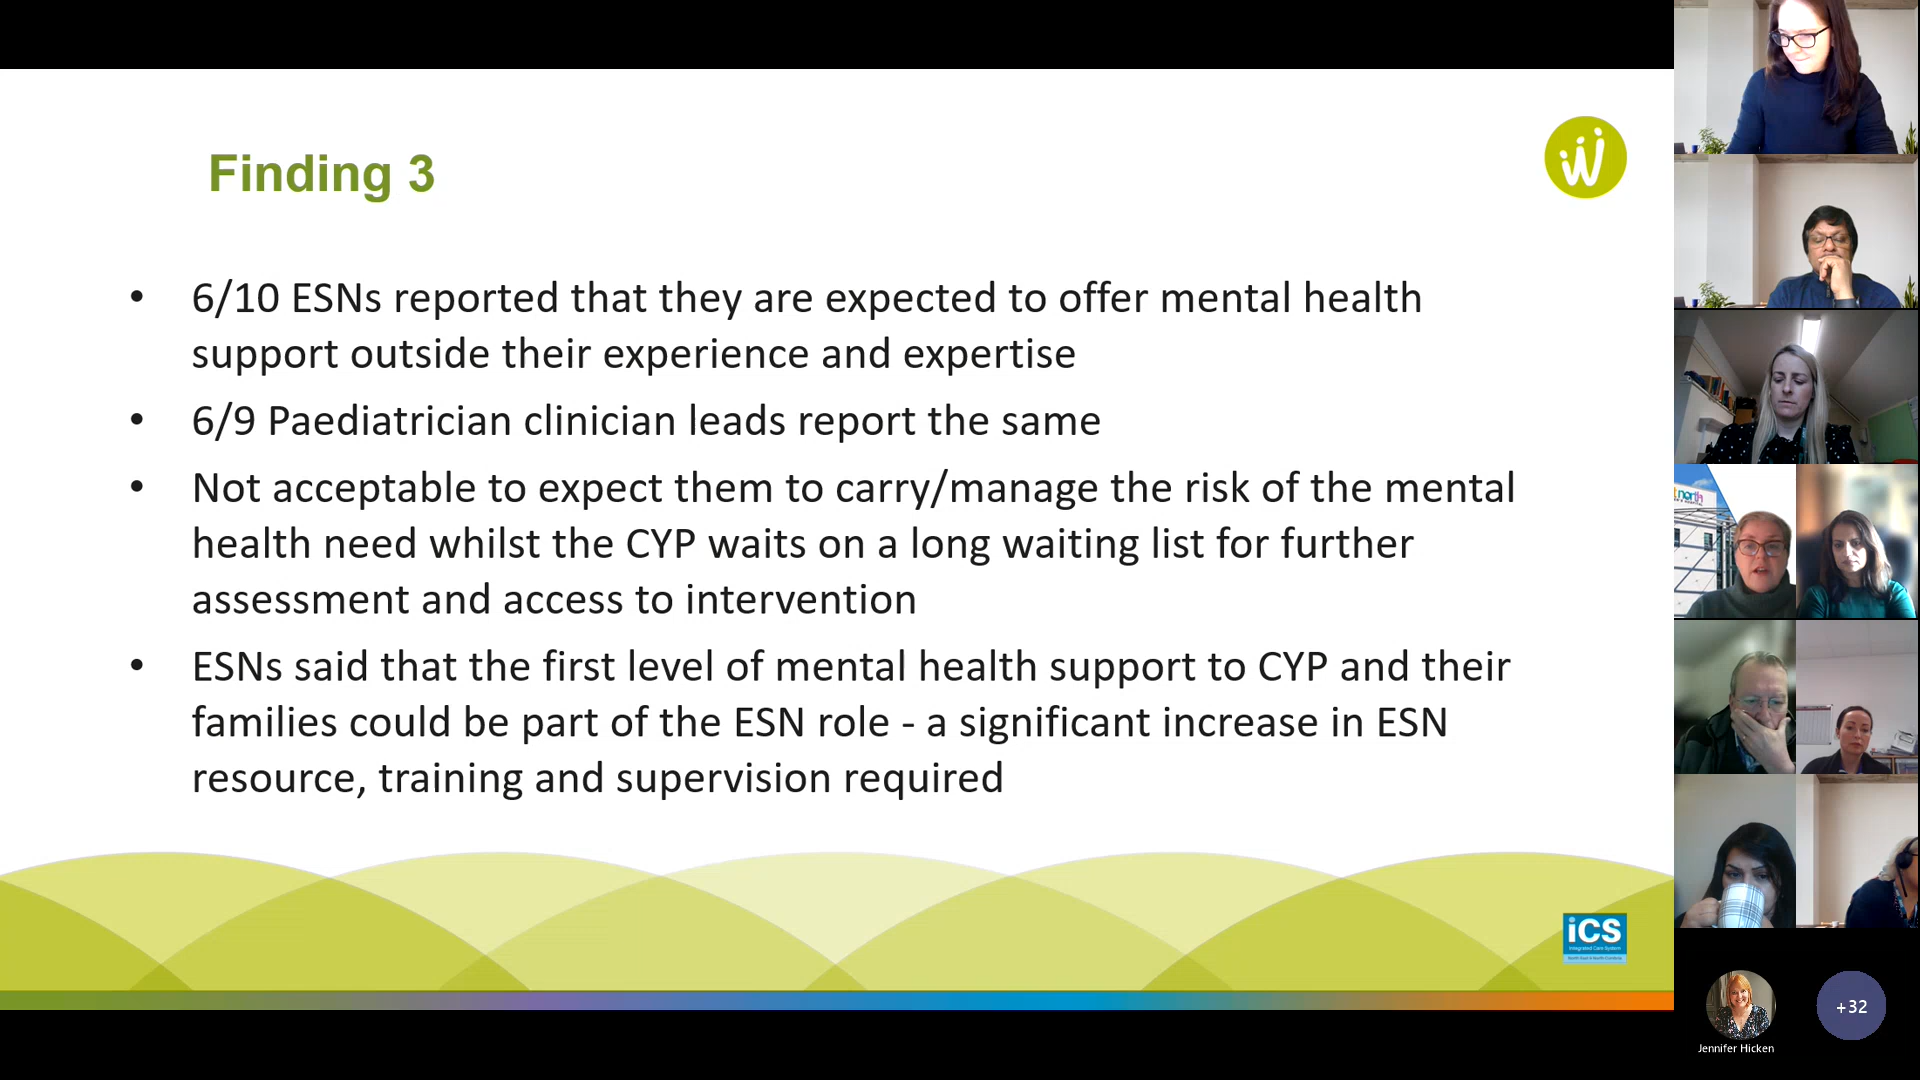 Finding 3
• 6/10 ESNs reported that they are expected to offer mental health
support outside their experience and expertise
• 6/9 Paediatrician clinician leads report the same
• Not acceptable to expect them to carry/manage the risk of the mental
health need whilst the CYP waits on a long waiting list for further
assessment and access to intervention
• ESNs said that the first level of mental health support to CYP and their
families could be part of the ESN role - a significant increase in ESN
resource, training and supervision required
iCS
Integrated Care System
north
+32
Jennifer Hicken